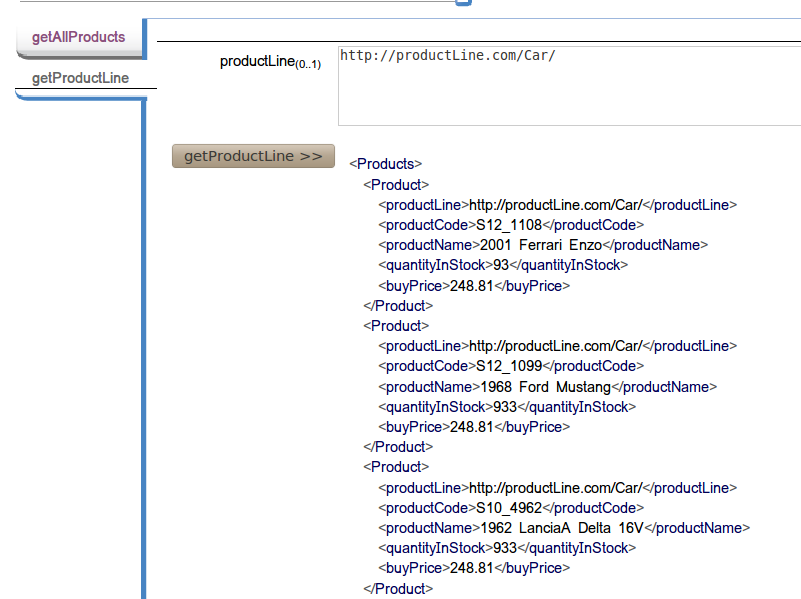 getAllProducts
getProductLine
productLine(0..1)
http://productLine.com/Car/
getProductLine >>
<Products>
<Product>
<productLine>http://productLine.com/Car/</productLine>
<productCode>S12_1108</productCode>
<productName>2001 Ferrari Enzo</productName>
<quantityInStock>93</quantityInStock>
<buyPrice>248.81</buyPrice>
</Product>
<Product>
<productLine>http://productLine.com/Car/</productLine>
<productCode>S12_1099</productCode>
<productName>1968 Ford Mustang</productName>
<quantityInStock>933</quantityInStock>
<buyPrice>248.81</buyPrice>
</Product>
<Product>
<productLine>http://productLine.com/Car/</productLine>
<productCode>S10_4962</productCode>
<productName>1962 LanciaA Delta 16V</productName>
<quantityInStock>933</quantityInStock>
<buyPrice>248.81</buyPrice>
</Product>